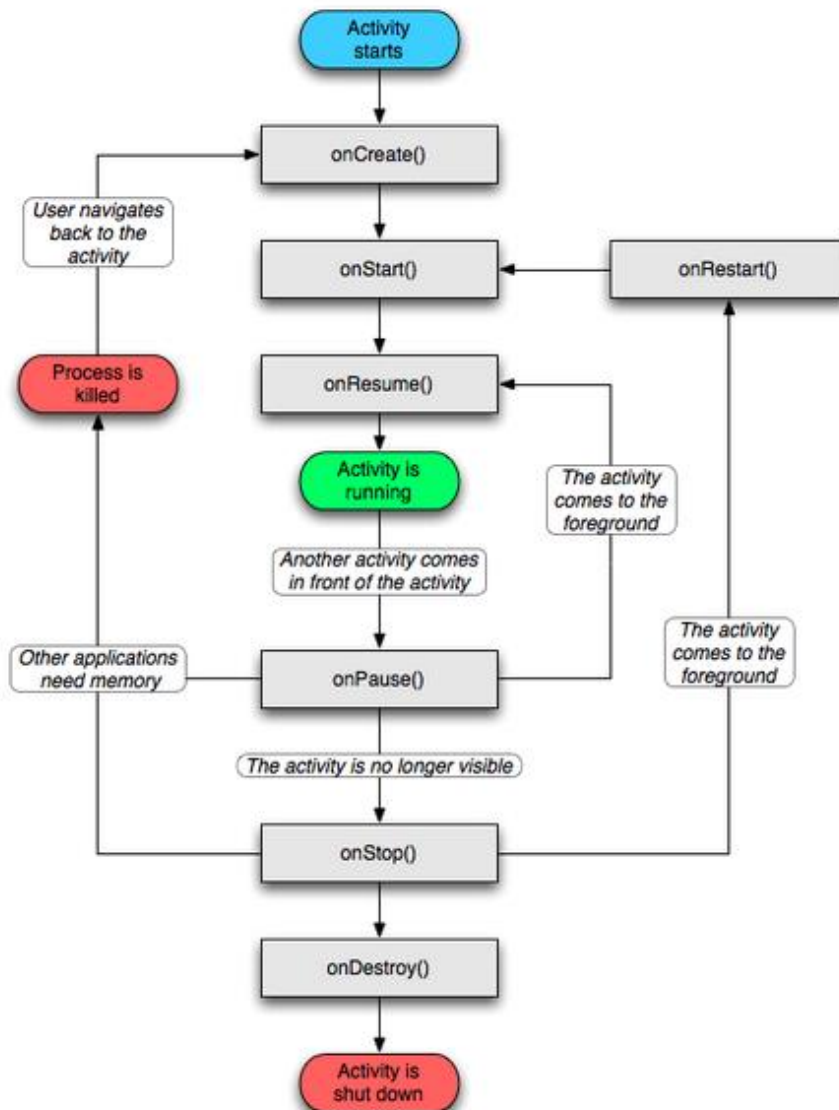 Activity
starts
onCreate()
User navigates
back to the
activity
onStart()
onRestart()
Process is
killed
onResume()
Activity is
running
The activity
comes to the
foreground
Another activity comes
in front of the activity
The activity
comes to the
foreground
Other applications
need memory
onPause()
The activity is no longer visible
onStop()
onDestroy()
Activity is
shut down